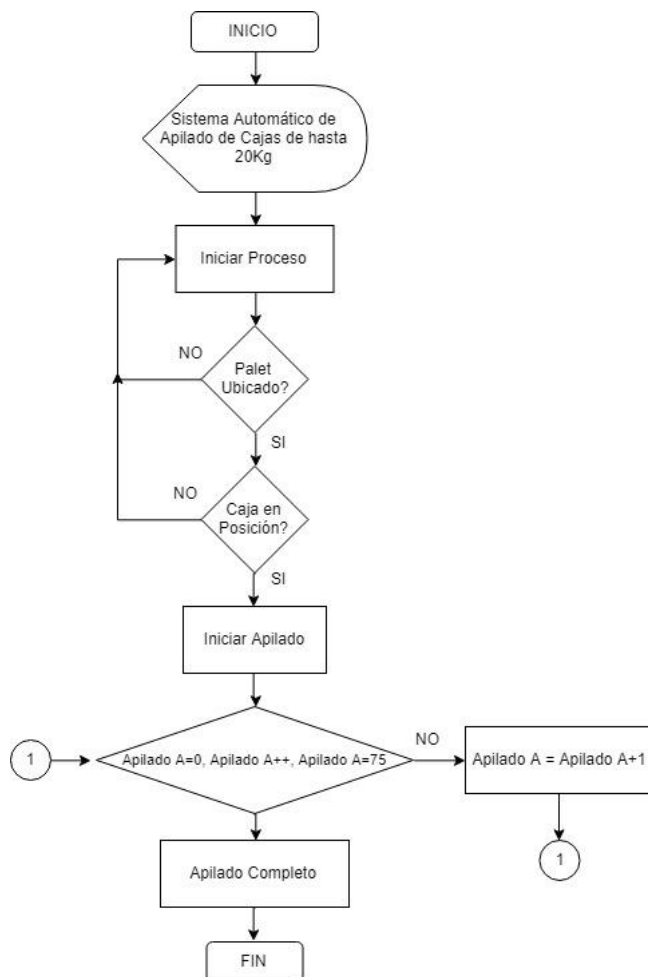 INICIO
Sistema Automático de
Apilado de Cajas de hasta
20Kg
Iniciar Proceso
NO
Palet
Ubicado?
SI
NO
Caja en
Posición?
SI
Iniciar Apilado
1
Apilado A=0, Apilado A++, Apilado A=75
NO
Apilado A = Apilado A+1
1
Apilado Completo
FIN